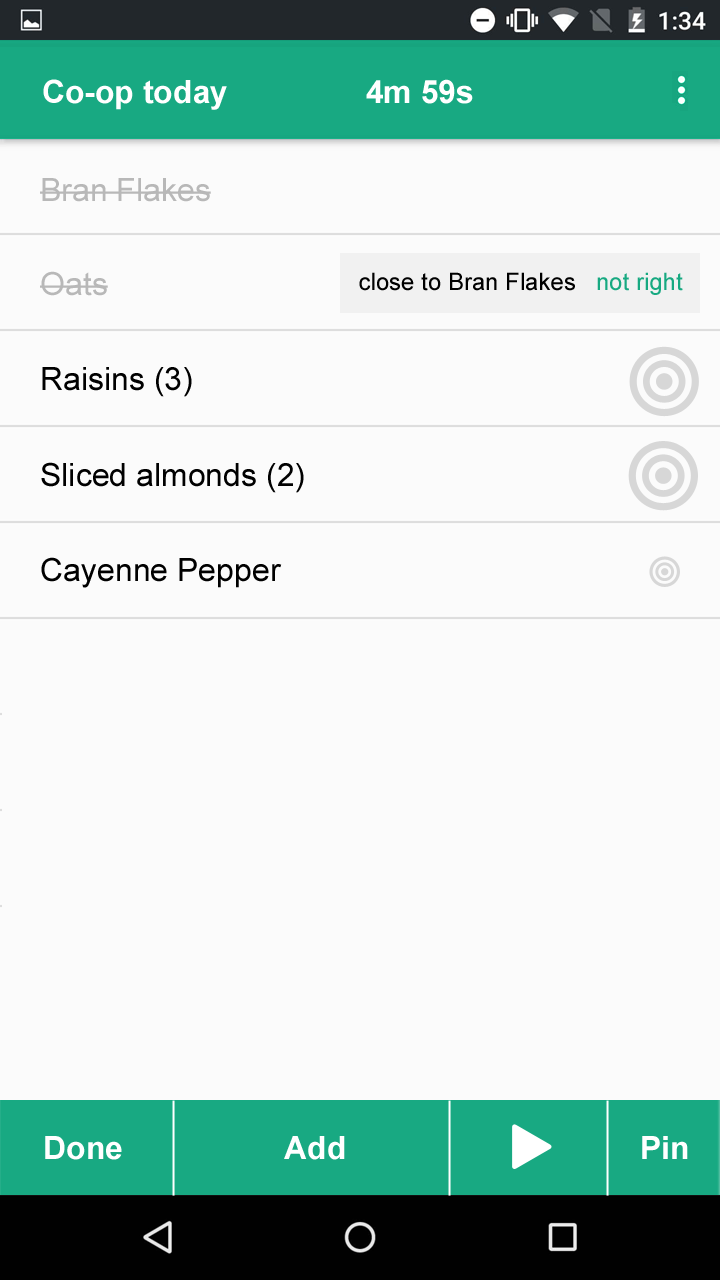 1:34
Co-op today 4m 59s
Bran Flakes
Oats close to Bran Flakes not right
Raisins (3)
Sliced almonds (2)
Cayenne Pepper
Done Add Pin